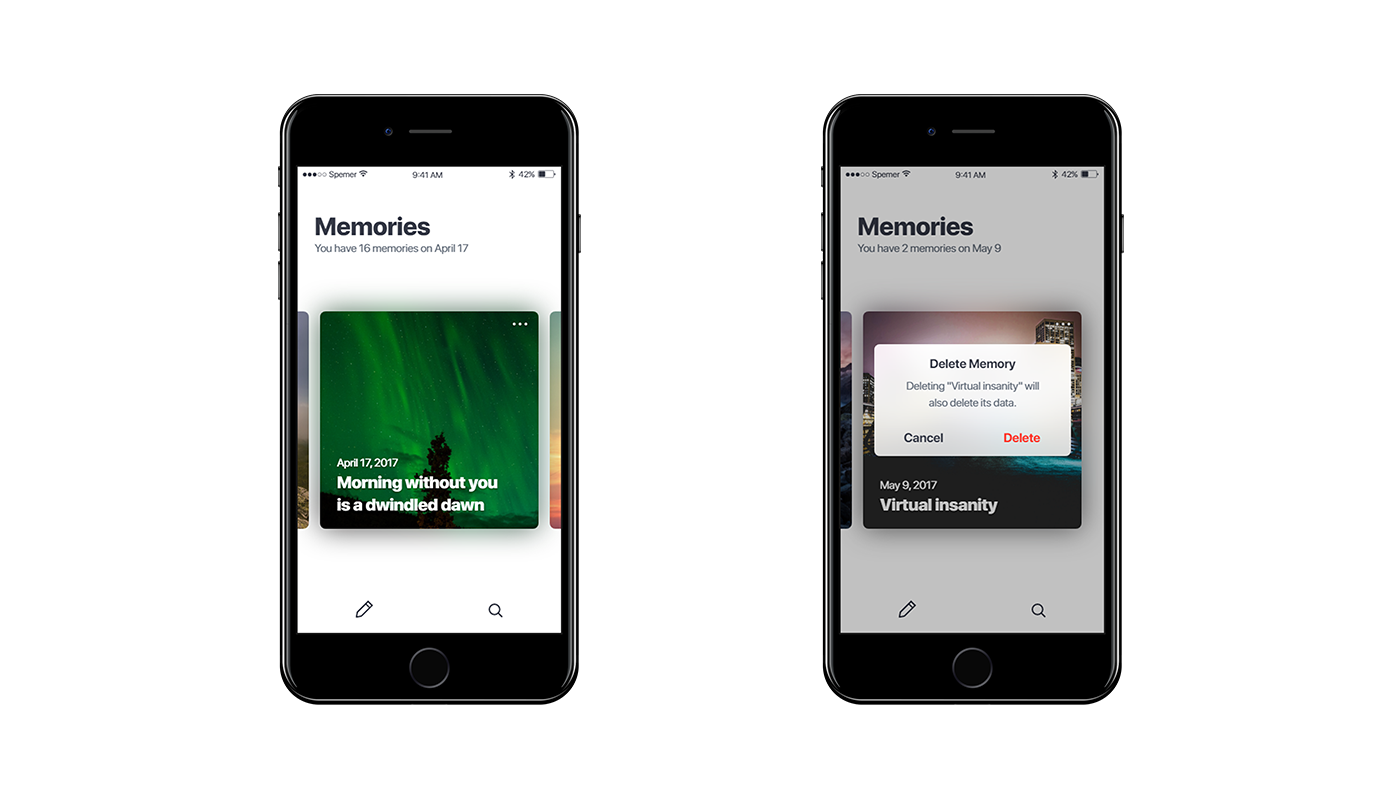 Spemer 9:41 AM 42%
Memories
You have 16 memories on April 17
April 17, 2017
Morning without you
is a dwindled dawn
Spemer 9:41 AM 42%
Memories
You have 2 memories on May 9
Delete Memory
Deleting "Virtual insanity" will
also delete its data.
Cancel Delete
May 9, 2017
Virtual insanity